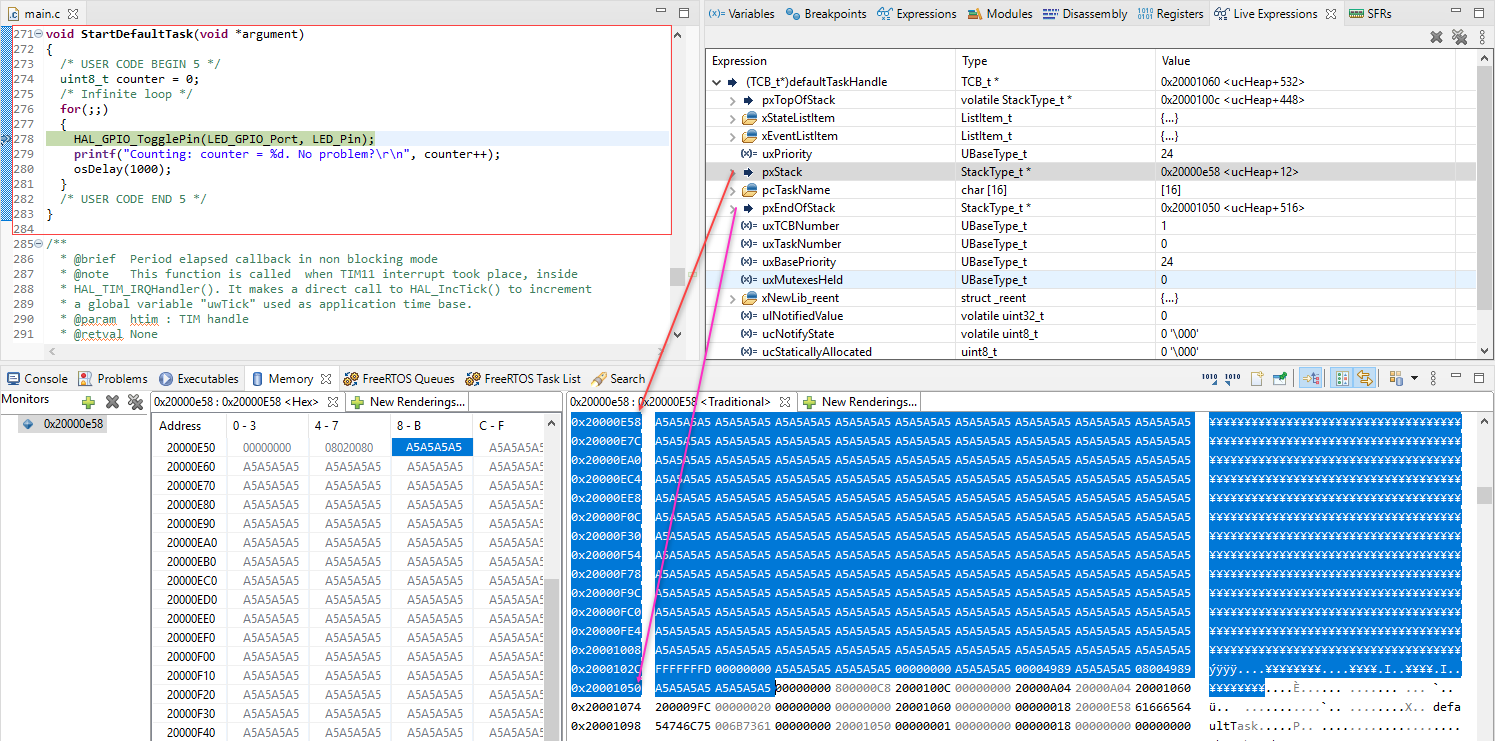 main.c
271 void StartDefaultTask(void *argument)
272 {
273 /* USER CODE BEGIN 5 */
274 uint8_t counter = 0;
275 /* Infinite loop */
276 for(;;)
277 {
278 HAL_GPIO_TogglePin(LED_GPIO_Port, LED_Pin);
279 printf("Counting: counter = %d. No problem?\r\n", counter++);
280 osDelay(1000);
281 }
282 /* USER CODE END 5 */
283 }
284
285 /**
286 * @brief Period elapsed callback in non blocking mode
287 * @note This function is called when TIM11 interrupt took place, inside
288 * HAL_TIM_IRQHandler(). It makes a direct call to HAL_IncTick() to increment
289 * a global variable "uwTick" used as application time base.
290 * @param htim : TIM handle
291 * @retval None
(x)= Variables Breakpoints Expressions Modules Disassembly Registers Live Expressions SFRs
Expression Type Value
(TCB_t*)defaultTaskHandle TCB_t * 0x20001060 <ucHeap+532>
pxTopOfStack volatile StackType_t * 0x2000100c <ucHeap+448>
xStateListItem ListItem_t {...}
xEventListItem ListItem_t {...}
(x)= uxPriority UBaseType_t 24
pxStack StackType_t * 0x20000e58 <ucHeap+12>
pcTaskName char [16] [16]
pxEndOfStack StackType_t * 0x20001050 <ucHeap+516>
(x)= uxTCBNumber UBaseType_t 1
(x)= uxTaskNumber UBaseType_t 0
(x)= uxBasePriority UBaseType_t 24
(x)= uxMutexesHeld UBaseType_t 0
xNewLib_reent struct _reent {...}
(x)= ulNotifiedValue volatile uint32_t 0
(x)= ucNotifyState volatile uint8_t 0 '\000'
(x)= ucStaticallyAllocated uint8_t 0 '\000'
Console Problems Executables Memory FreeRTOS Queues FreeRTOS Task List Search
Monitors
0x20000e58
0x20000e58 : 0x20000E58 <Hex> New Renderings...
Address 0 - 3 4 - 7 8 - B C - F
20000E50 00000000 08020080 A5A5A5A5 A5A5A5A5
20000E60 A5A5A5A5 A5A5A5A5 A5A5A5A5 A5A5A5A5
20000E70 A5A5A5A5 A5A5A5A5 A5A5A5A5 A5A5A5A5
20000E80 A5A5A5A5 A5A5A5A5 A5A5A5A5 A5A5A5A5
20000E90 A5A5A5A5 A5A5A5A5 A5A5A5A5 A5A5A5A5
20000EA0 A5A5A5A5 A5A5A5A5 A5A5A5A5 A5A5A5A5
20000EB0 A5A5A5A5 A5A5A5A5 A5A5A5A5 A5A5A5A5
20000EC0 A5A5A5A5 A5A5A5A5 A5A5A5A5 A5A5A5A5
20000ED0 A5A5A5A5 A5A5A5A5 A5A5A5A5 A5A5A5A5
20000EE0 A5A5A5A5 A5A5A5A5 A5A5A5A5 A5A5A5A5
20000EF0 A5A5A5A5 A5A5A5A5 A5A5A5A5 A5A5A5A5
20000F00 A5A5A5A5 A5A5A5A5 A5A5A5A5 A5A5A5A5
20000F10 A5A5A5A5 A5A5A5A5 A5A5A5A5 A5A5A5A5
20000F20 A5A5A5A5 A5A5A5A5 A5A5A5A5 A5A5A5A5
20000F30 A5A5A5A5 A5A5A5A5 A5A5A5A5 A5A5A5A5
20000F40 A5A5A5A5 A5A5A5A5 A5A5A5A5 A5A5A5A5
0x20000e58 : 0x20000E58 <Traditional> New Renderings...
0x20000E58 A5A5A5A5 A5A5A5A5 A5A5A5A5 A5A5A5A5 A5A5A5A5 A5A5A5A5 A5A5A5A5 A5A5A5A5 A5A5A5A5 ¥¥¥¥¥¥¥¥¥¥¥¥¥¥¥¥¥¥¥¥¥¥¥¥¥¥¥¥¥¥¥¥¥¥¥¥
0x20000E7C A5A5A5A5 A5A5A5A5 A5A5A5A5 A5A5A5A5 A5A5A5A5 A5A5A5A5 A5A5A5A5 A5A5A5A5 A5A5A5A5 ¥¥¥¥¥¥¥¥¥¥¥¥¥¥¥¥¥¥¥¥¥¥¥¥¥¥¥¥¥¥¥¥¥¥¥¥
0x20000EA0 A5A5A5A5 A5A5A5A5 A5A5A5A5 A5A5A5A5 A5A5A5A5 A5A5A5A5 A5A5A5A5 A5A5A5A5 A5A5A5A5 ¥¥¥¥¥¥¥¥¥¥¥¥¥¥¥¥¥¥¥¥¥¥¥¥¥¥¥¥¥¥¥¥¥¥¥¥
0x20000EC4 A5A5A5A5 A5A5A5A5 A5A5A5A5 A5A5A5A5 A5A5A5A5 A5A5A5A5 A5A5A5A5 A5A5A5A5 A5A5A5A5 ¥¥¥¥¥¥¥¥¥¥¥¥¥¥¥¥¥¥¥¥¥¥¥¥¥¥¥¥¥¥¥¥¥¥¥¥
0x20000EE8 A5A5A5A5 A5A5A5A5 A5A5A5A5 A5A5A5A5 A5A5A5A5 A5A5A5A5 A5A5A5A5 A5A5A5A5 A5A5A5A5 ¥¥¥¥¥¥¥¥¥¥¥¥¥¥¥¥¥¥¥¥¥¥¥¥¥¥¥¥¥¥¥¥¥¥¥¥
0x20000F0C A5A5A5A5 A5A5A5A5 A5A5A5A5 A5A5A5A5 A5A5A5A5 A5A5A5A5 A5A5A5A5 A5A5A5A5 A5A5A5A5 ¥¥¥¥¥¥¥¥¥¥¥¥¥¥¥¥¥¥¥¥¥¥¥¥¥¥¥¥¥¥¥¥¥¥¥¥
0x20000F30 A5A5A5A5 A5A5A5A5 A5A5A5A5 A5A5A5A5 A5A5A5A5 A5A5A5A5 A5A5A5A5 A5A5A5A5 A5A5A5A5 ¥¥¥¥¥¥¥¥¥¥¥¥¥¥¥¥¥¥¥¥¥¥¥¥¥¥¥¥¥¥¥¥¥¥¥¥
0x20000F54 A5A5A5A5 A5A5A5A5 A5A5A5A5 A5A5A5A5 A5A5A5A5 A5A5A5A5 A5A5A5A5 A5A5A5A5 A5A5A5A5 ¥¥¥¥¥¥¥¥¥¥¥¥¥¥¥¥¥¥¥¥¥¥¥¥¥¥¥¥¥¥¥¥¥¥¥¥
0x20000F78 A5A5A5A5 A5A5A5A5 A5A5A5A5 A5A5A5A5 A5A5A5A5 A5A5A5A5 A5A5A5A5 A5A5A5A5 A5A5A5A5 ¥¥¥¥¥¥¥¥¥¥¥¥¥¥¥¥¥¥¥¥¥¥¥¥¥¥¥¥¥¥¥¥¥¥¥¥
0x20000F9C A5A5A5A5 A5A5A5A5 A5A5A5A5 A5A5A5A5 A5A5A5A5 A5A5A5A5 A5A5A5A5 A5A5A5A5 A5A5A5A5 ¥¥¥¥¥¥¥¥¥¥¥¥¥¥¥¥¥¥¥¥¥¥¥¥¥¥¥¥¥¥¥¥¥¥¥¥
0x20000FC0 A5A5A5A5 A5A5A5A5 A5A5A5A5 A5A5A5A5 A5A5A5A5 A5A5A5A5 A5A5A5A5 A5A5A5A5 A5A5A5A5 ¥¥¥¥¥¥¥¥¥¥¥¥¥¥¥¥¥¥¥¥¥¥¥¥¥¥¥¥¥¥¥¥¥¥¥¥
0x20000FE4 A5A5A5A5 A5A5A5A5 A5A5A5A5 A5A5A5A5 A5A5A5A5 A5A5A5A5 A5A5A5A5 A5A5A5A5 A5A5A5A5 ¥¥¥¥¥¥¥¥¥¥¥¥¥¥¥¥¥¥¥¥¥¥¥¥¥¥¥¥¥¥¥¥¥¥¥¥
0x20001008 A5A5A5A5 A5A5A5A5 A5A5A5A5 A5A5A5A5 A5A5A5A5 A5A5A5A5 A5A5A5A5 A5A5A5A5 A5A5A5A5 ¥¥¥¥¥¥¥¥¥¥¥¥¥¥¥¥¥¥¥¥¥¥¥¥¥¥¥¥¥¥¥¥¥¥¥¥
0x2000102C FFFFFFFD 00000000 A5A5A5A5 A5A5A5A5 00000000 A5A5A5A5 00004989 A5A5A5A5 08004989 ýÿÿÿ....¥¥¥¥¥¥¥¥....¥¥¥¥.I..¥¥¥¥.I..
0x20001050 A5A5A5A5 A5A5A5A5 00000000 800000C8 2000100C 00000000 20000A04 20000A04 20001060 ¥¥¥¥¥¥¥¥....È...... .... ... ... `..
0x20001074 200009FC 00000020 00000000 20001060 00000000 00000018 20000E58 61666564 ü.. ... .......`.. ........X.. defa
0x20001098 54746C75 006B7361 00000000 20001050 00000001 00000000 00000018 00000000 00000000 ultTask.....P.. ....................